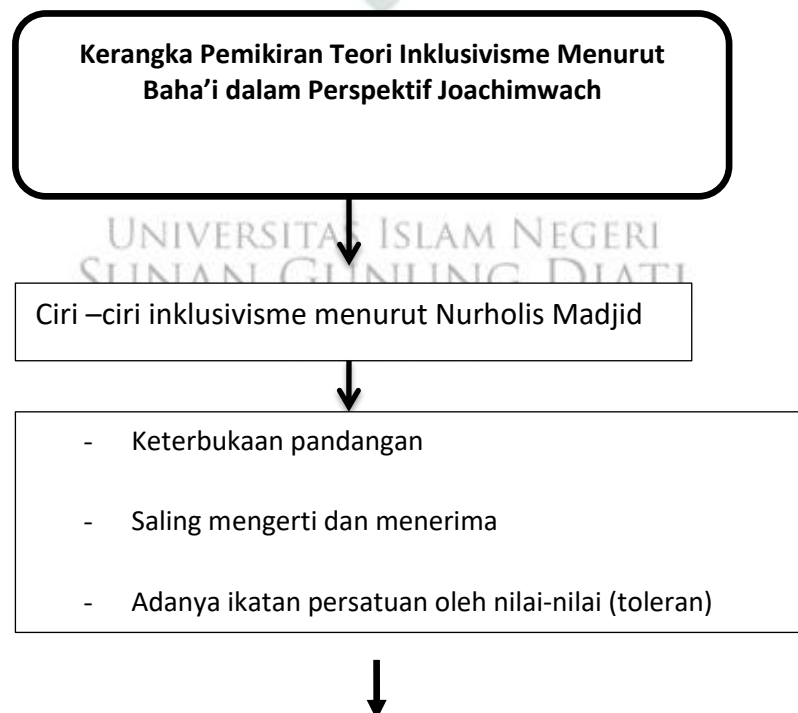 Kerangka Pemikiran Teori Inklusivisme Menurut
Baha’i dalam Perspektif Joachimwach
UNIVERSITAS ISLAM NEGERI
SUNAN GUNUNG DJATI
Ciri –ciri inklusivisme menurut Nurholis Madjid
- Keterbukaan pandangan
- Saling mengerti dan menerima
- Adanya ikatan persatuan oleh nilai-nilai (toleran)